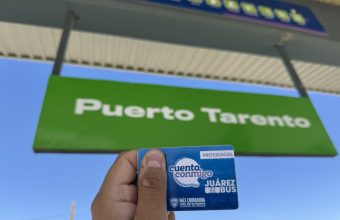 Puerto Tarento
PREFERENCIAL
cuenta
conmigo
JUÁREZ
BUS